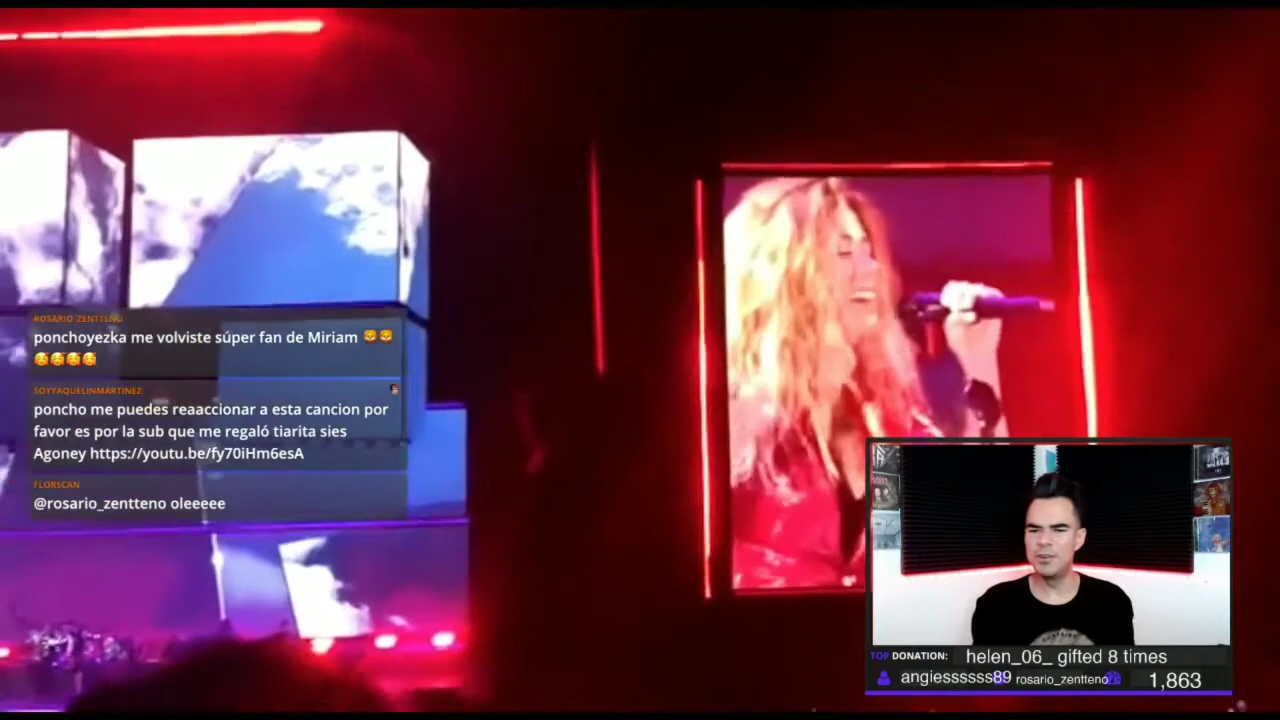 ROSARIO_ZENTTENO
ponchoyezka me volviste súper fan de Miriam
SOYYAQUELINMARTINEZ
poncho me puedes reaaccionar a esta cancion por
favor es por la sub que me regaló tiarita sies
Agoney https://youtu.be/fy70iHm6esA
FLORSCAN
@rosario_zentteno oleeeee
TOP DONATION: helen_06_ gifted 8 times
angiessssss89 rosario_zentteno 1,863